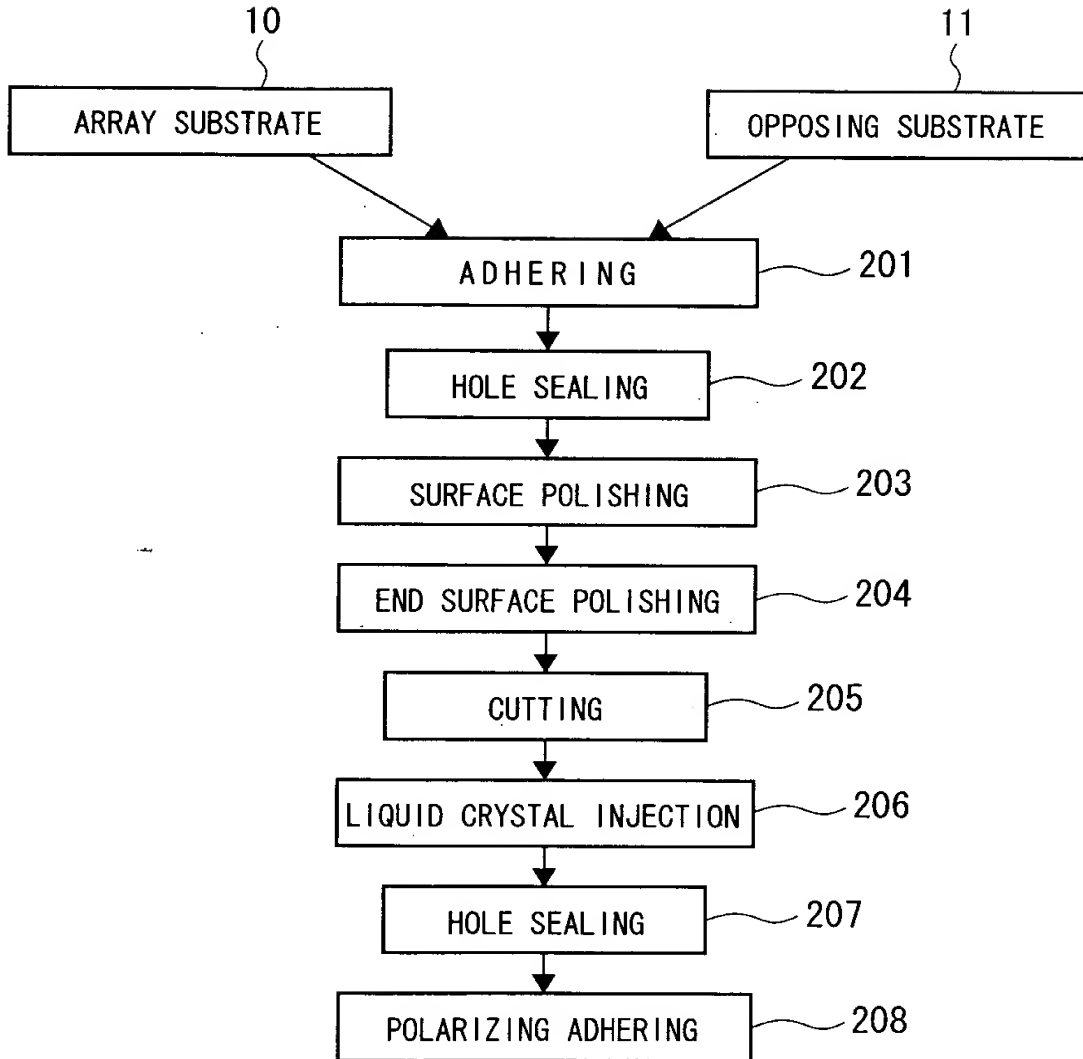 10
11
ARRAY SUBSTRATE
OPPOSING SUBSTRATE
ADHERING
201
HOLE SEALING
202
SURFACE POLISHING
203
END SURFACE POLISHING
204
CUTTING
205
LIQUID CRYSTAL INJECTION
206
HOLE SEALING
207
POLARIZING ADHERING
208